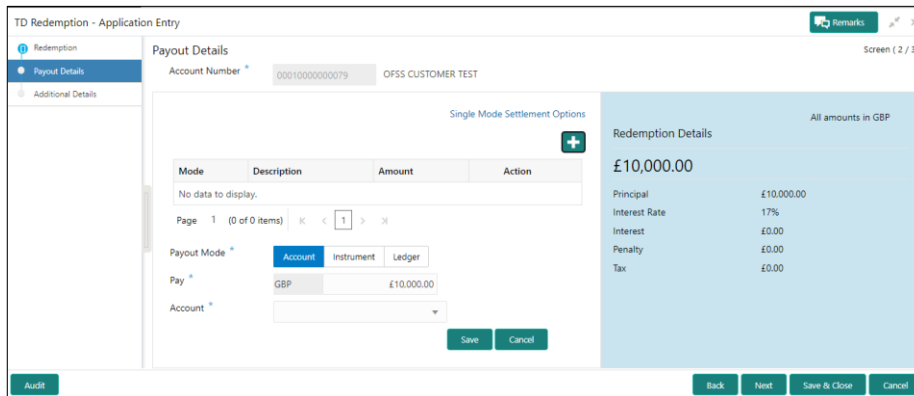 TD Redemption - Application Entry
Remarks
Redemption
Payout Details
Additional Details
Payout Details
Screen ( 2 / 3
Account Number *
00010000000079
OFSS CUSTOMER TEST
Single Mode Settlement Options
Mode Description Amount Action
No data to display.
Page 1 (0 of 0 items) 1
Payout Mode *
Account Instrument Ledger
Pay *
GBP £10,000.00
Account *
Save Cancel
All amounts in GBP
Redemption Details
£10,000.00
Principal £10,000.00
Interest Rate 17%
Interest £0.00
Penalty £0.00
Tax £0.00
Audit
Back Next Save & Close Cancel